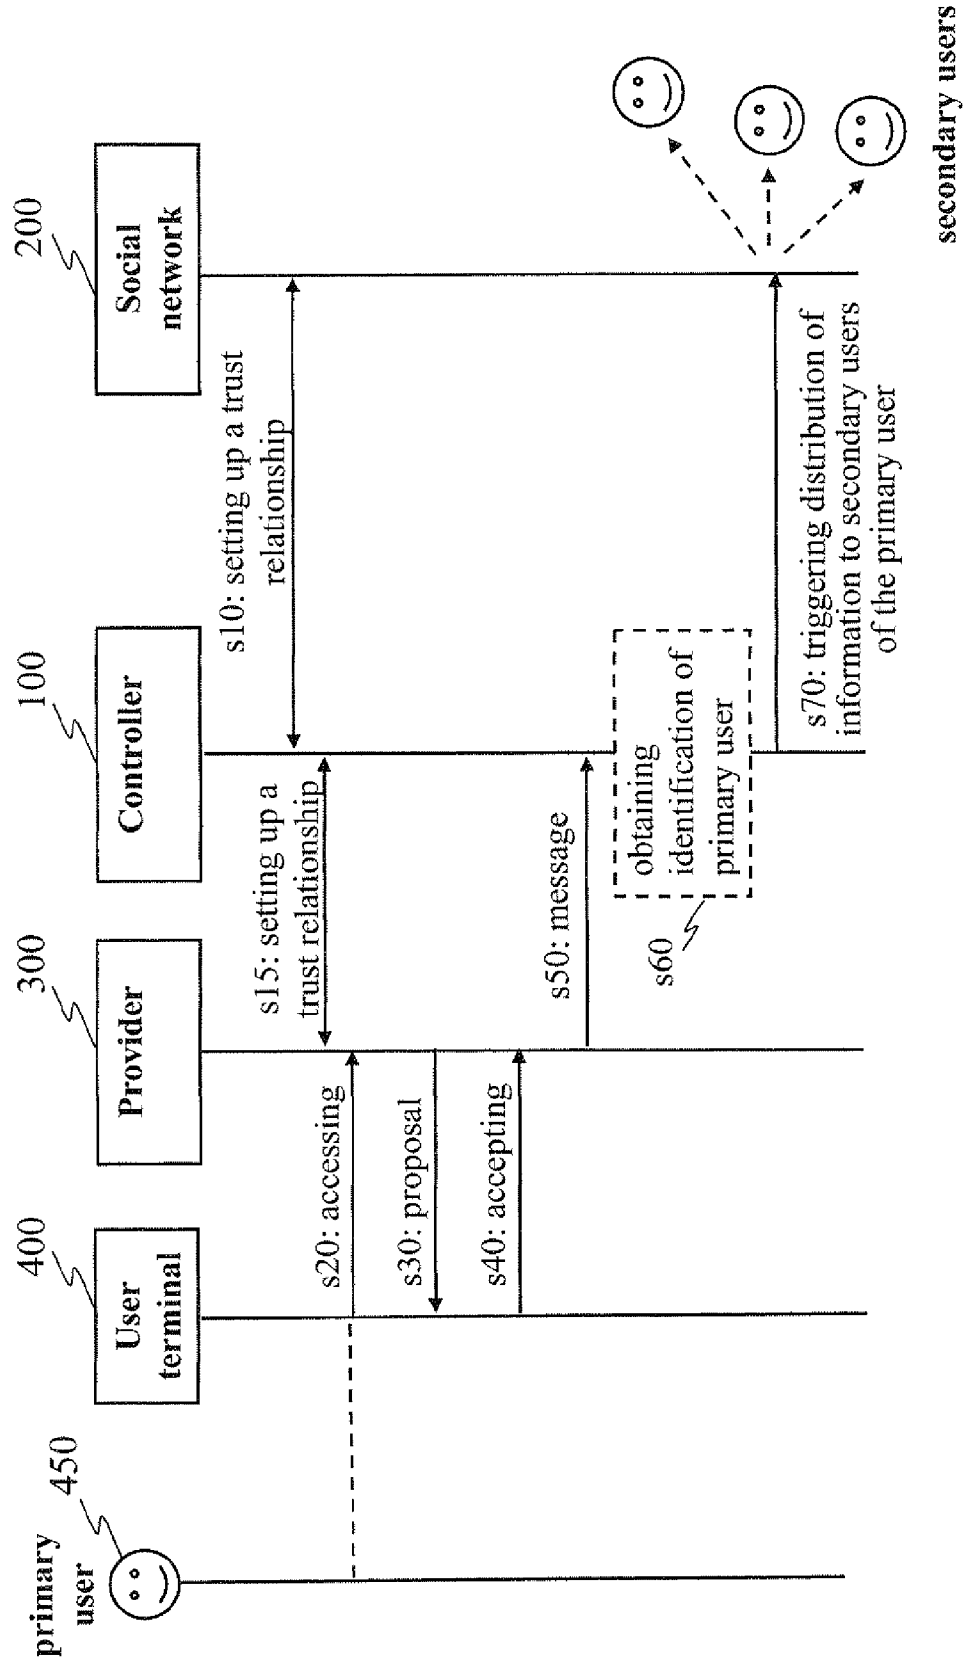 primary
user
450
400
User
terminal
300
Provider
100
Controller
200
Social
network
s10: setting up a trust
relationship
s15: setting up a
trust relationship
s20: accessing
s30: proposal
s40: accepting
s50: message
s60
obtaining
identification of
primary user
s70: triggering distribution of
information to secondary users
of the primary user
secondary users